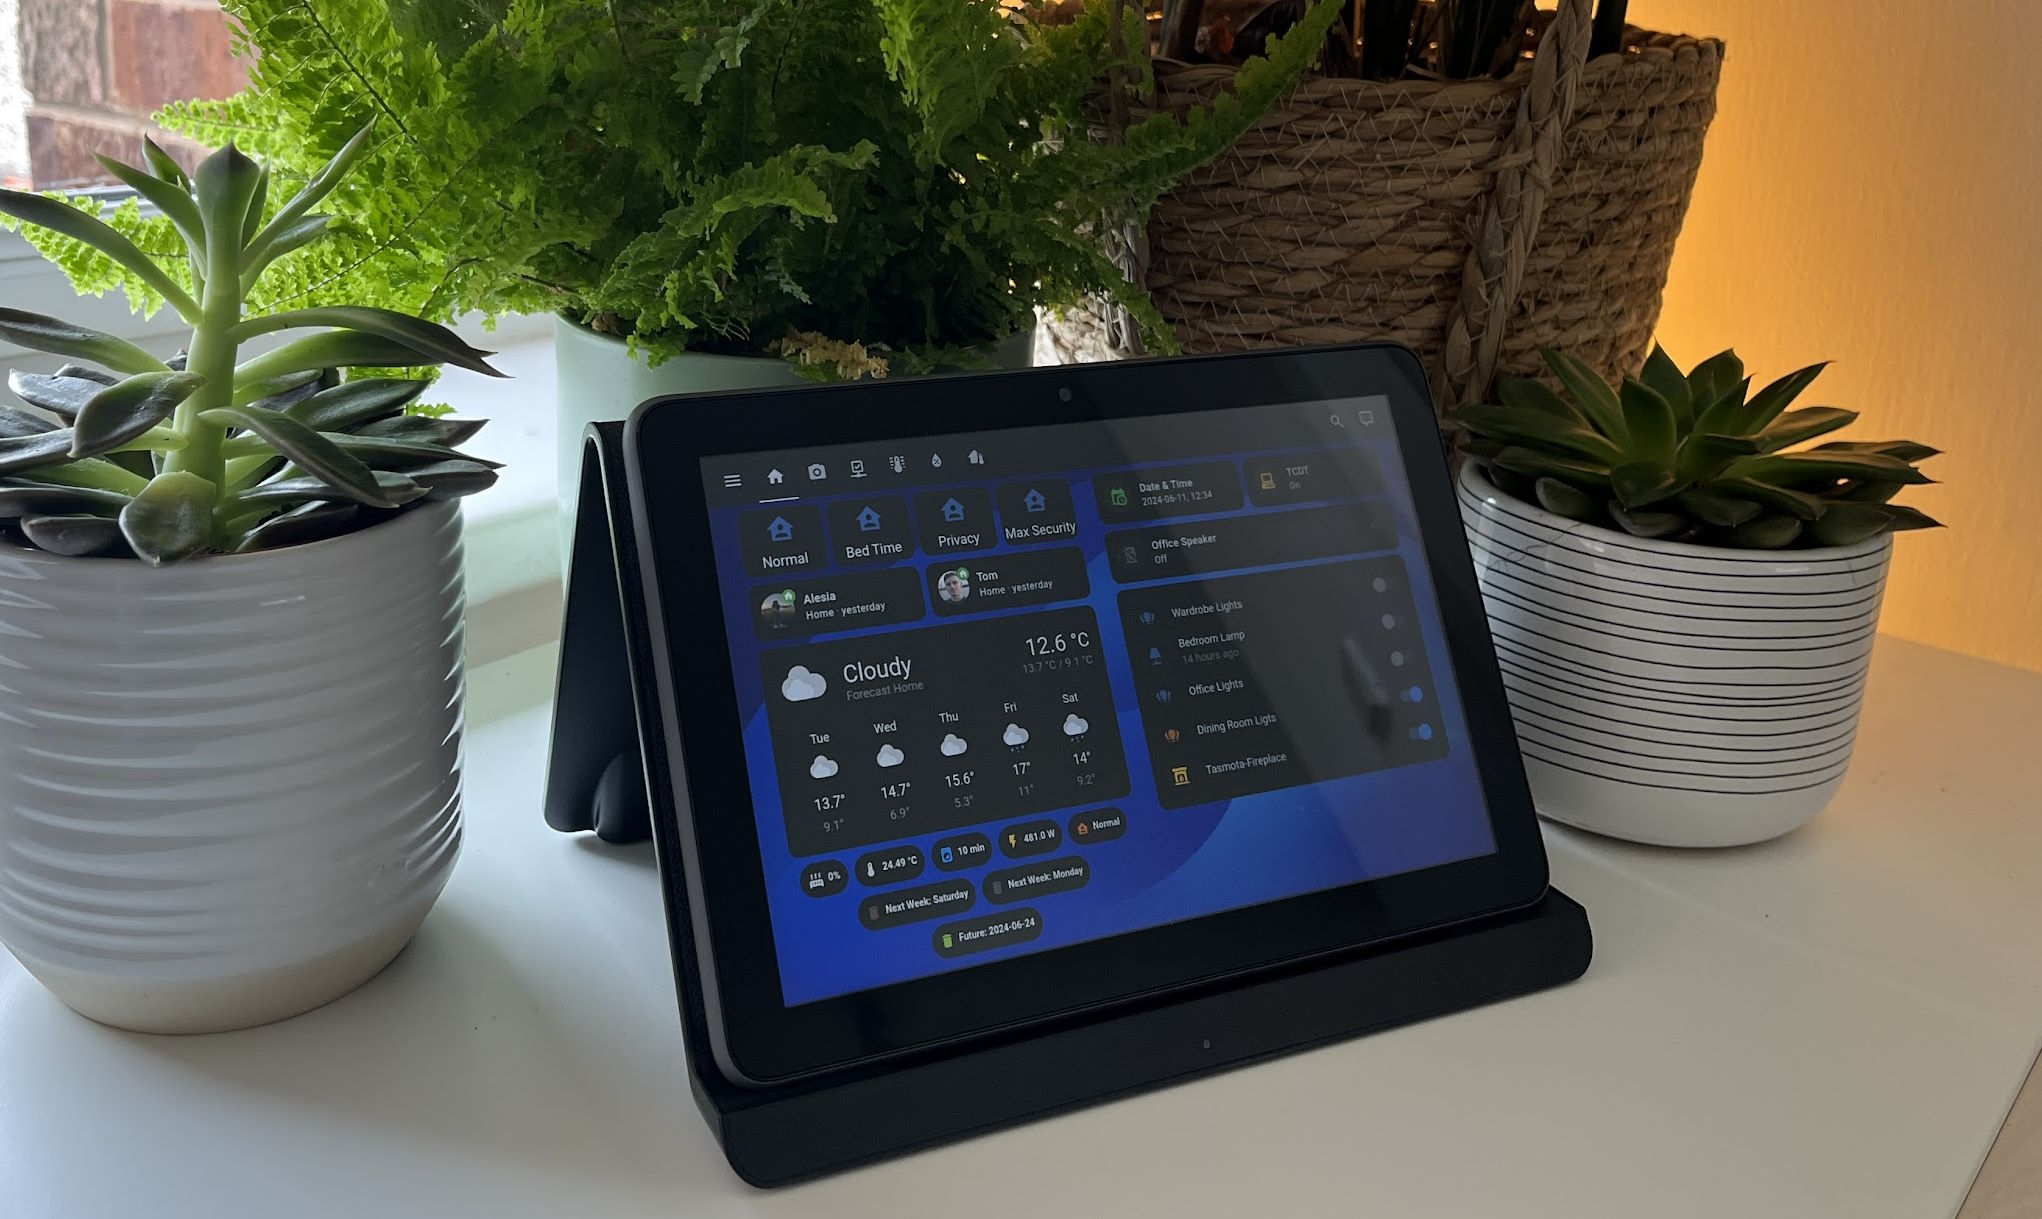 Normal
Bed Time
Privacy
Max Security
Alesia
Home · yesterday
Tom
Home · yesterday
Cloudy
Forecast Home
12.6 °C
13.7 °C / 9.1 °C
Tue
Wed
Thu
Fri
Sat
13.7°
14.7°
15.6°
17°
14°
9.1°
6.9°
5.3°
11°
9.2°
0%
24.49 °C
10 min
481.0 W
Normal
Next Week: Saturday
Next Week: Monday
Future: 2024-06-24
Date & Time
2024-06-11, 12:34
TCDT
On
Office Speaker
Off
Wardrobe Lights
Bedroom Lamp
14 hours ago
Office Lights
Dining Room Ligts
Tasmota-Fireplace